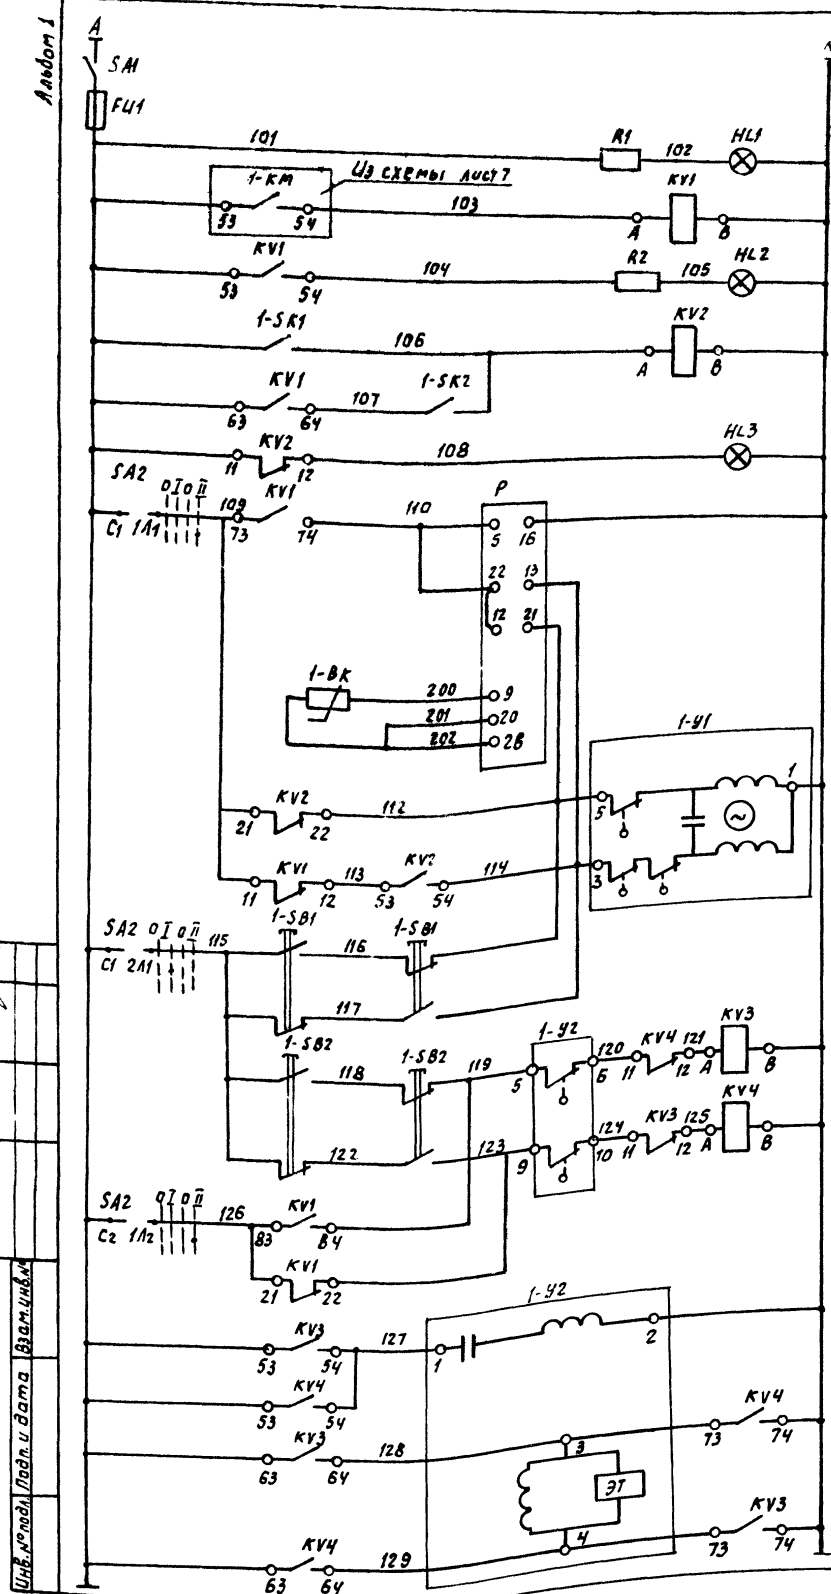 Альбом 1
A
SA1
FU1
101 R1 102 HL1
1-KM Из схемы лист 7 KV1
53 54 103 A B
KV1 104 R2 105 HL2
53 54
1-SK1 106 KV2
A B
KV1 107 1-SK2
63 64
KV2 108 HL3
11 12
SA2 0 I 0 II 109 KV1 110 P
C1 1Л1 73 74 5 16
22 13
12 21
1-BK 200 9
201 20
202 28
1-У1
KV2 112 5 1
21 22
~
KV1 113 KV2 114 3
11 12 53 54
SA2 0 I 0 II 115 1-SB1 116 1-SB1
C1 2Л1
117
1-SB2 118 1-SB2 119 1-У2 120 KV4 121 KV3
5 6 11 12 A B
122 123 124 KV3 125 KV4
9 10 11 12 A B
SA2 0 I 0 II 126 KV1
C2 1Л2 83 84
KV1
21 22
1-У2
KV3 127 1 2
53 54
KV4
53 54
KV3 128 3 KV4
63 64 73 74
ЭТ
KV4 129 4 KV3
63 64 73 74
Взам.инв.№
Подп. и дата
Инв.№подл.